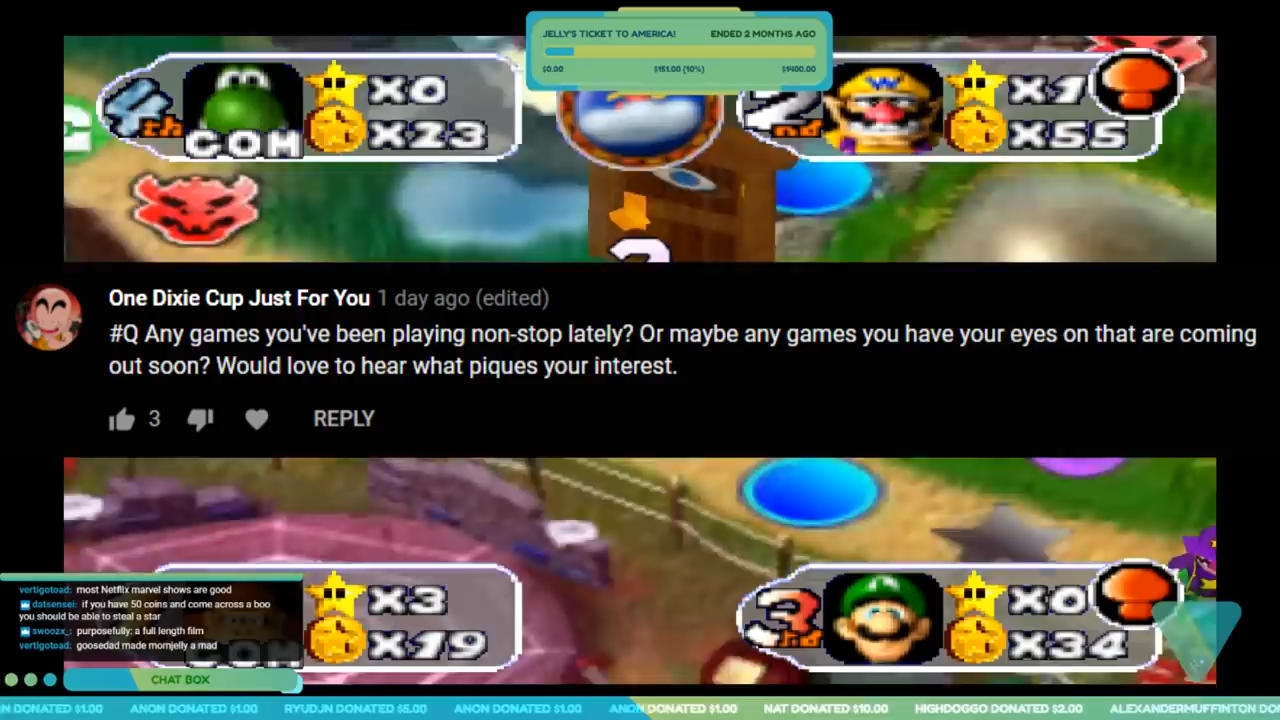 JELLY'S TICKET TO AMERICA! ENDED 2 MONTHS AGO
$0.00 $151.00 (10%) $1400.00
4th COM X0 X23
2nd X1 X55
?
One Dixie Cup Just For You 1 day ago (edited)
#Q Any games you've been playing non-stop lately? Or maybe any games you have your eyes on that are coming
out soon? Would love to hear what piques your interest.
3 REPLY
X3
X19
COM
3rd X0 X34
vertigotoad: most Netflix marvel shows are good
datsensei: if you have 50 coins and come across a boo
you should be able to steal a star
swoozx_: purposefully: a full length film
vertigotoad: goosedad made momjelly a mad
CHAT BOX
N DONATED $1.00 ANON DONATED $1.00 RYUDJN DONATED $5.00 ANON DONATED $1.00 ANON DONATED $1.00 NAT DONATED $10.00 HIGHDOGGO DONATED $2.00 ALEXANDERMUFFINTON DO